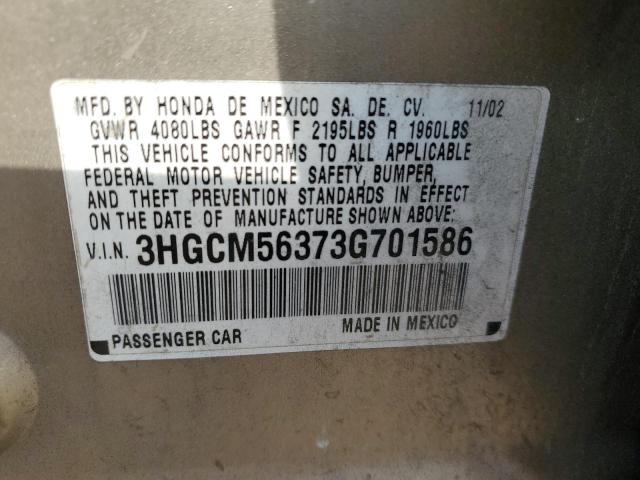 MFD. BY HONDA DE MEXICO SA. DE. CV. 11/02
GVWR 4080LBS GAWR F 2195LBS R 1960LBS
THIS VEHICLE CONFORMS TO ALL APPLICABLE
FEDERAL MOTOR VEHICLE SAFETY, BUMPER,
AND THEFT PREVENTION STANDARDS IN EFFECT
ON THE DATE OF MANUFACTURE SHOWN ABOVE:
V.I.N. 3HGCM56373G701586
PASSENGER CAR MADE IN MEXICO